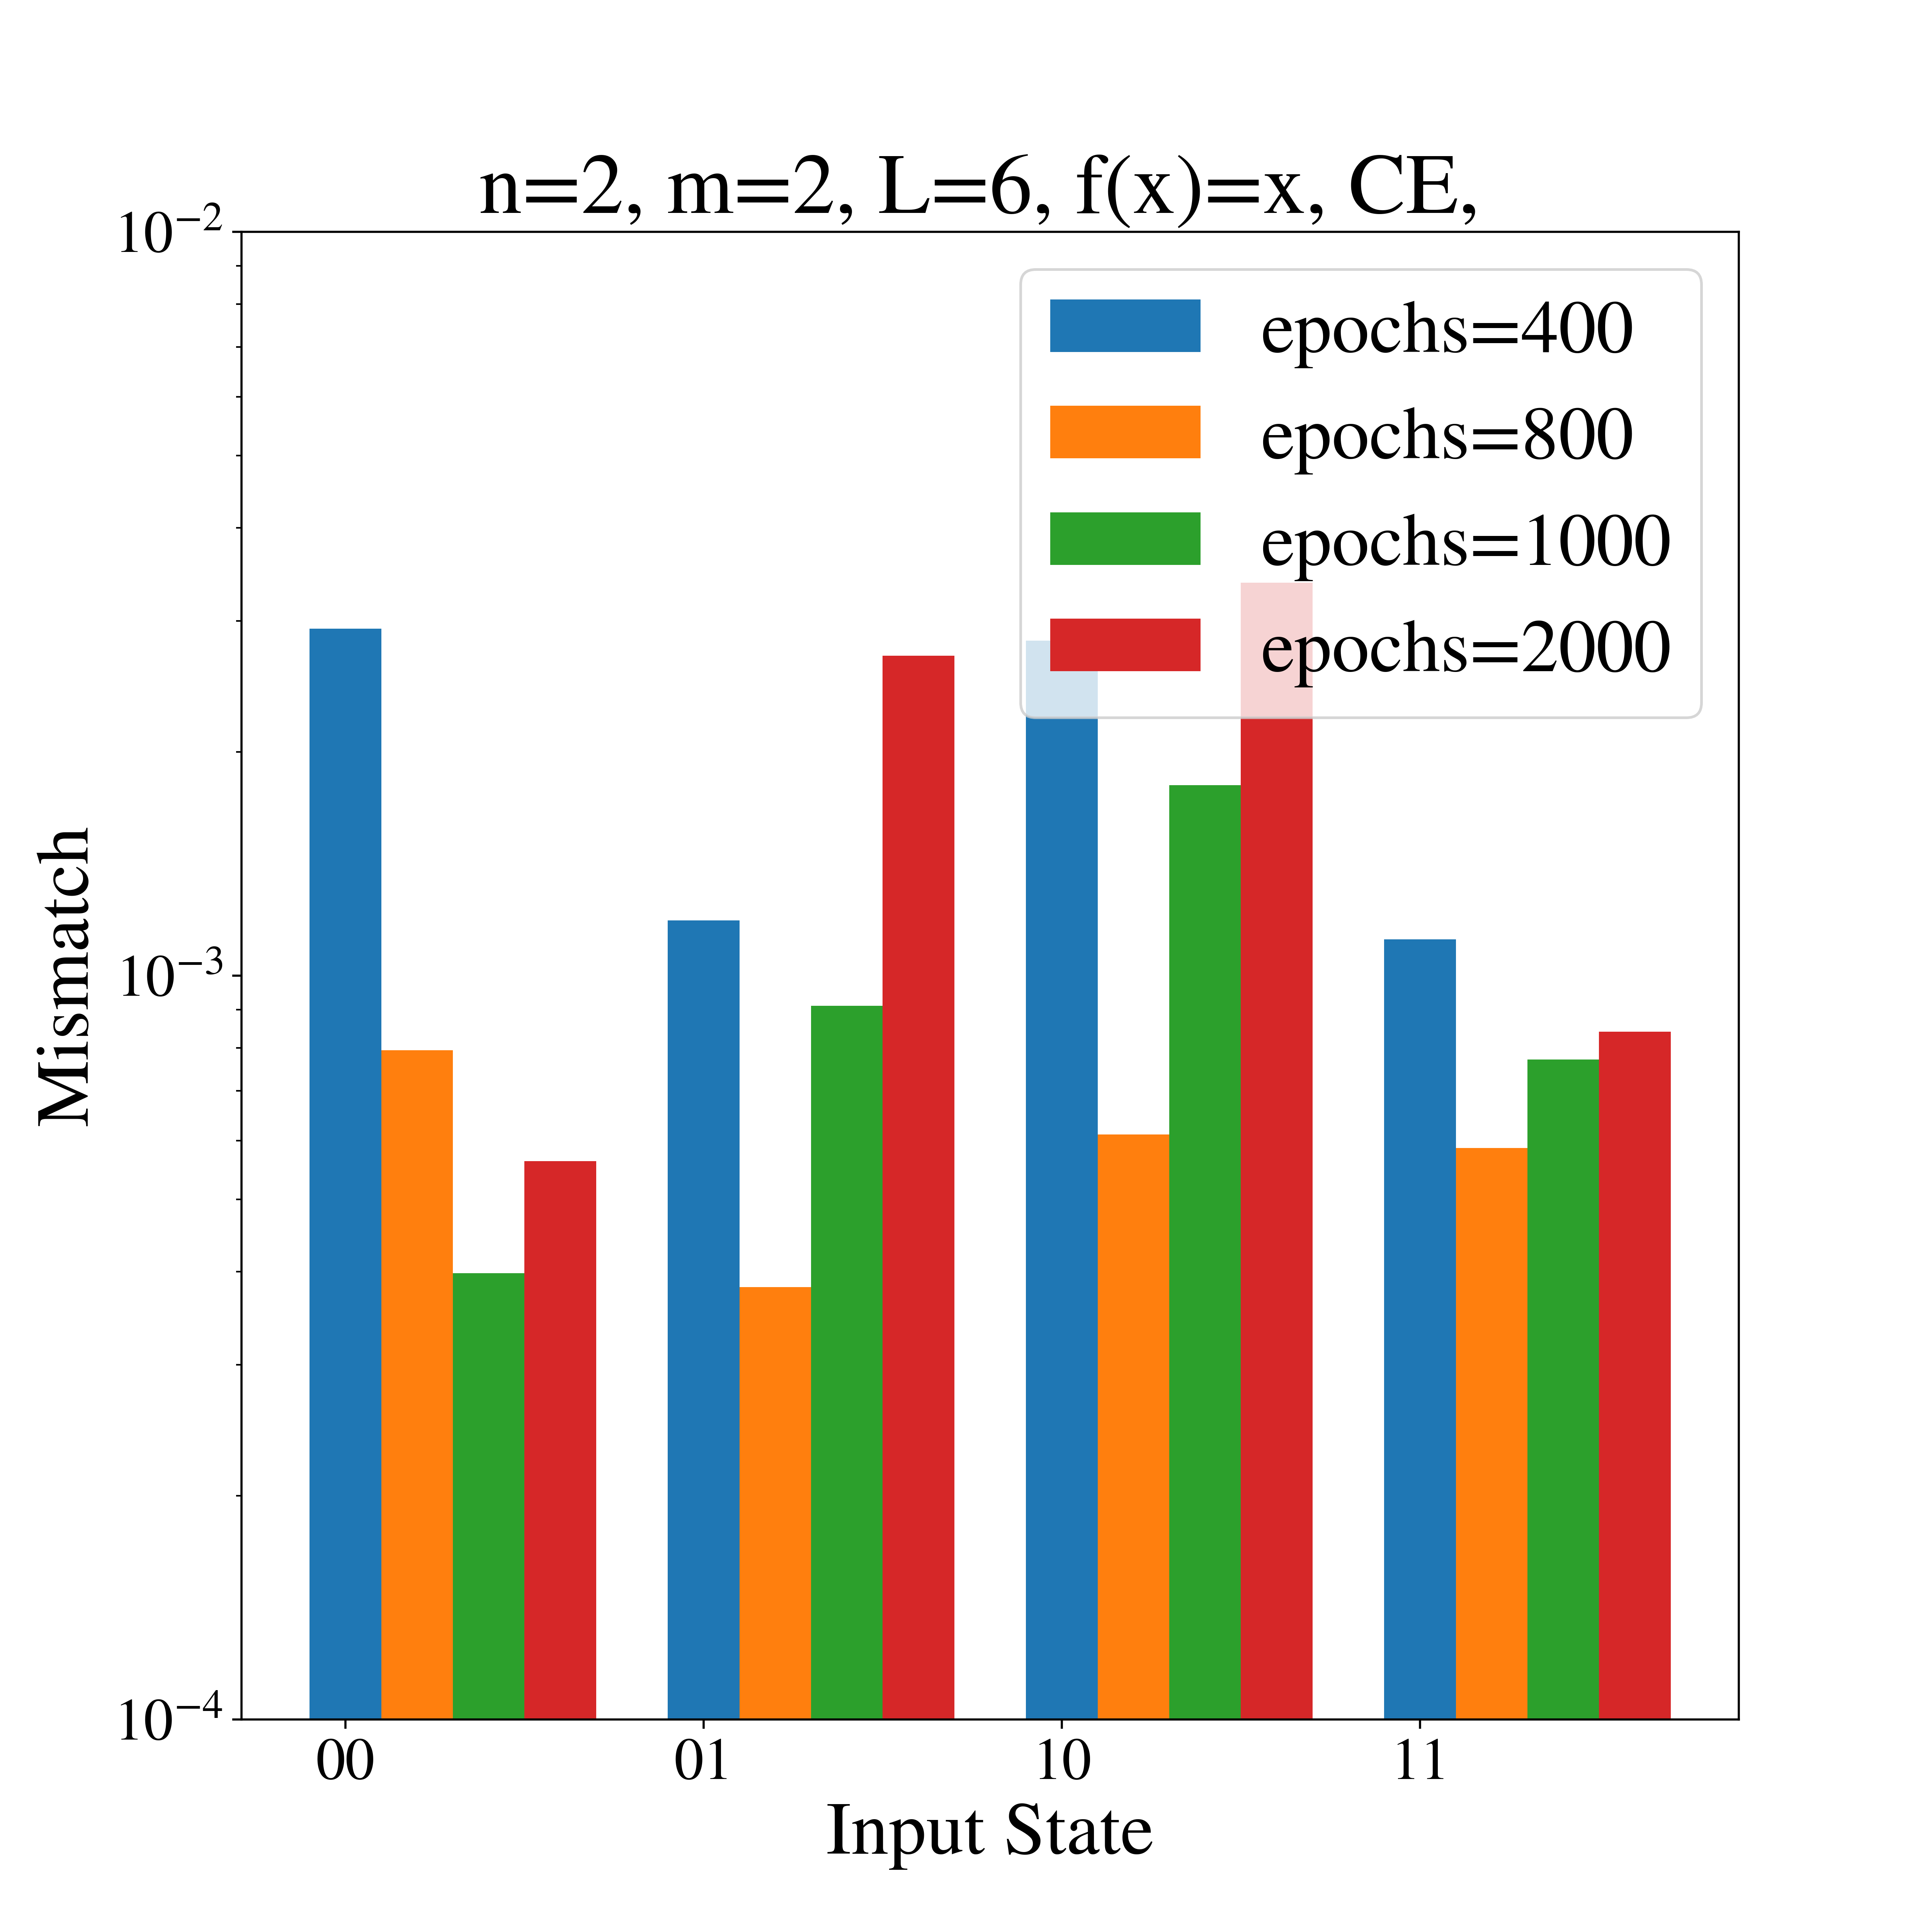 n=2, m=2, L=6, f(x)=x, CE,
10⁻²
epochs=400
epochs=800
epochs=1000
epochs=2000
Mismatch
10⁻³
10⁻⁴
00 01 10 11
Input State